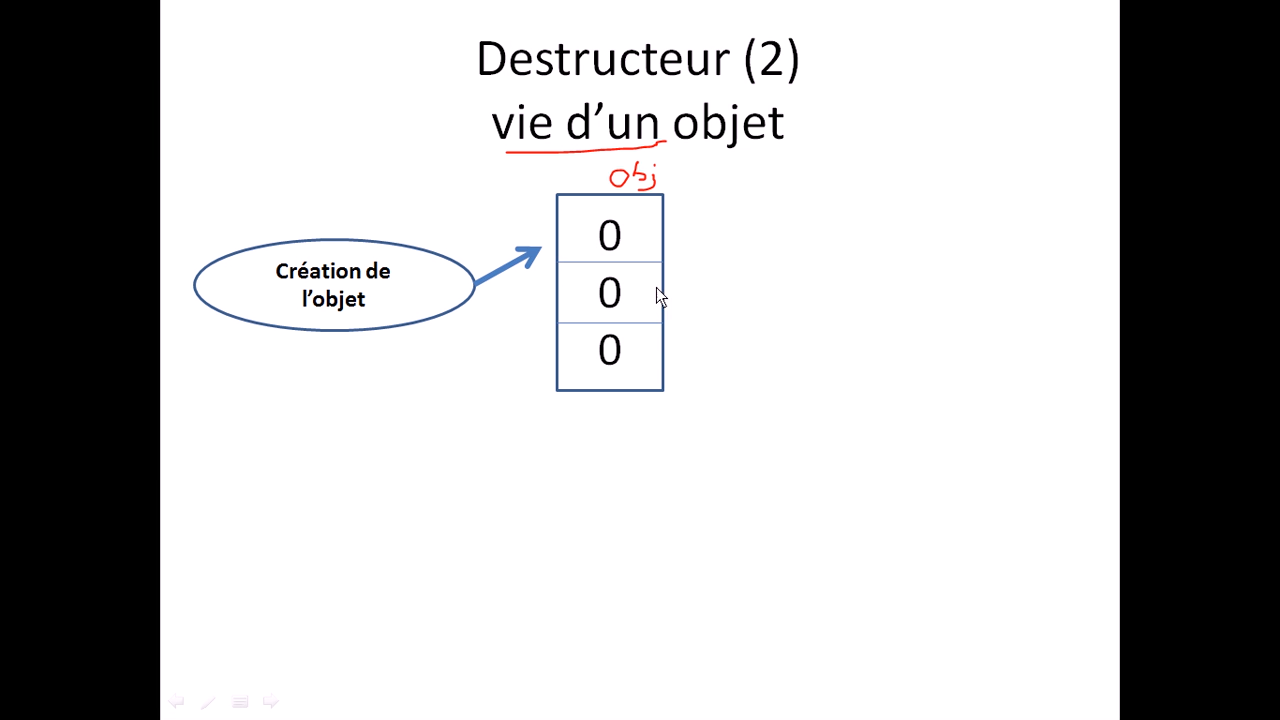 Destructeur (2)
vie d’un objet
obj
Création de
l’objet
0
0
0